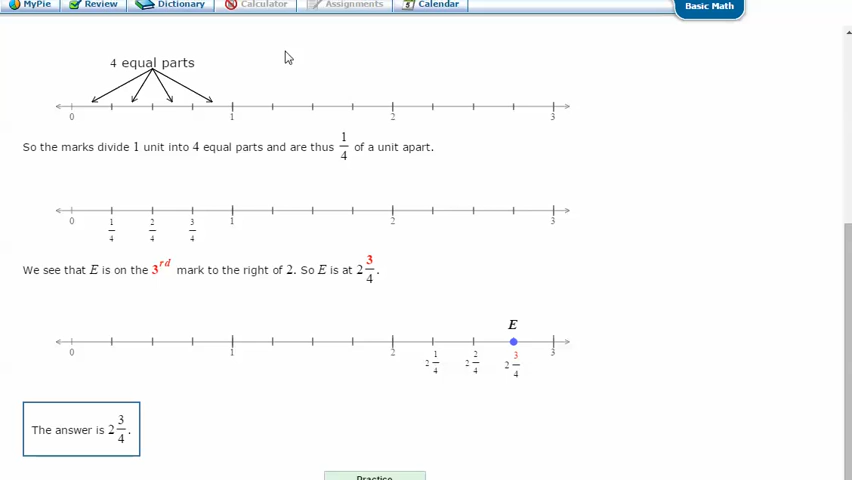 MyPie Review Dictionary Calculator Assignments Calendar Basic Math
4 equal parts
0 1 2 3
So the marks divide 1 unit into 4 equal parts and are thus 1/4 of a unit apart.
0 1/4 2/4 3/4 1 2 3
We see that E is on the 3rd mark to the right of 2. So E is at 2 3/4.
E
0 1 2 2 1/4 2 2/4 2 3/4 3
The answer is 2 3/4.
Practice